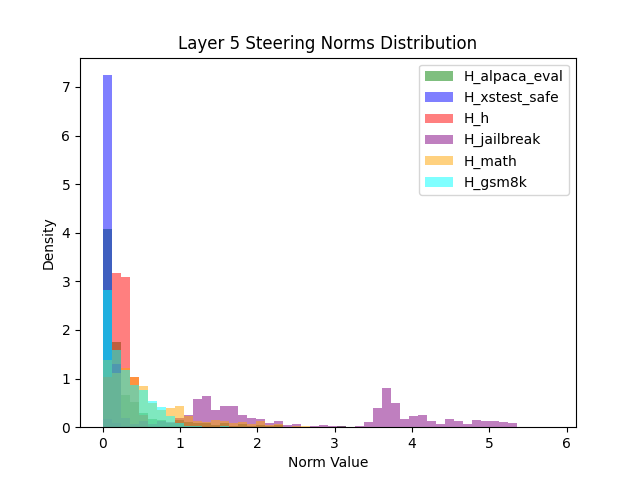 Layer 5 Steering Norms Distribution
H_alpaca_eval
H_xstest_safe
H_h
H_jailbreak
H_math
H_gsm8k
Density
7
6
5
4
3
2
1
0
0 1 2 3 4 5 6
Norm Value